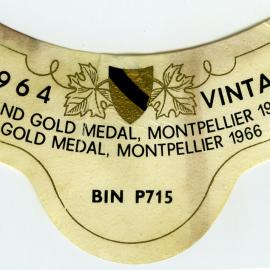 964 VINTA
ND GOLD MEDAL, MONTPELLIER 19
GOLD MEDAL, MONTPELLIER 1966
BIN P715